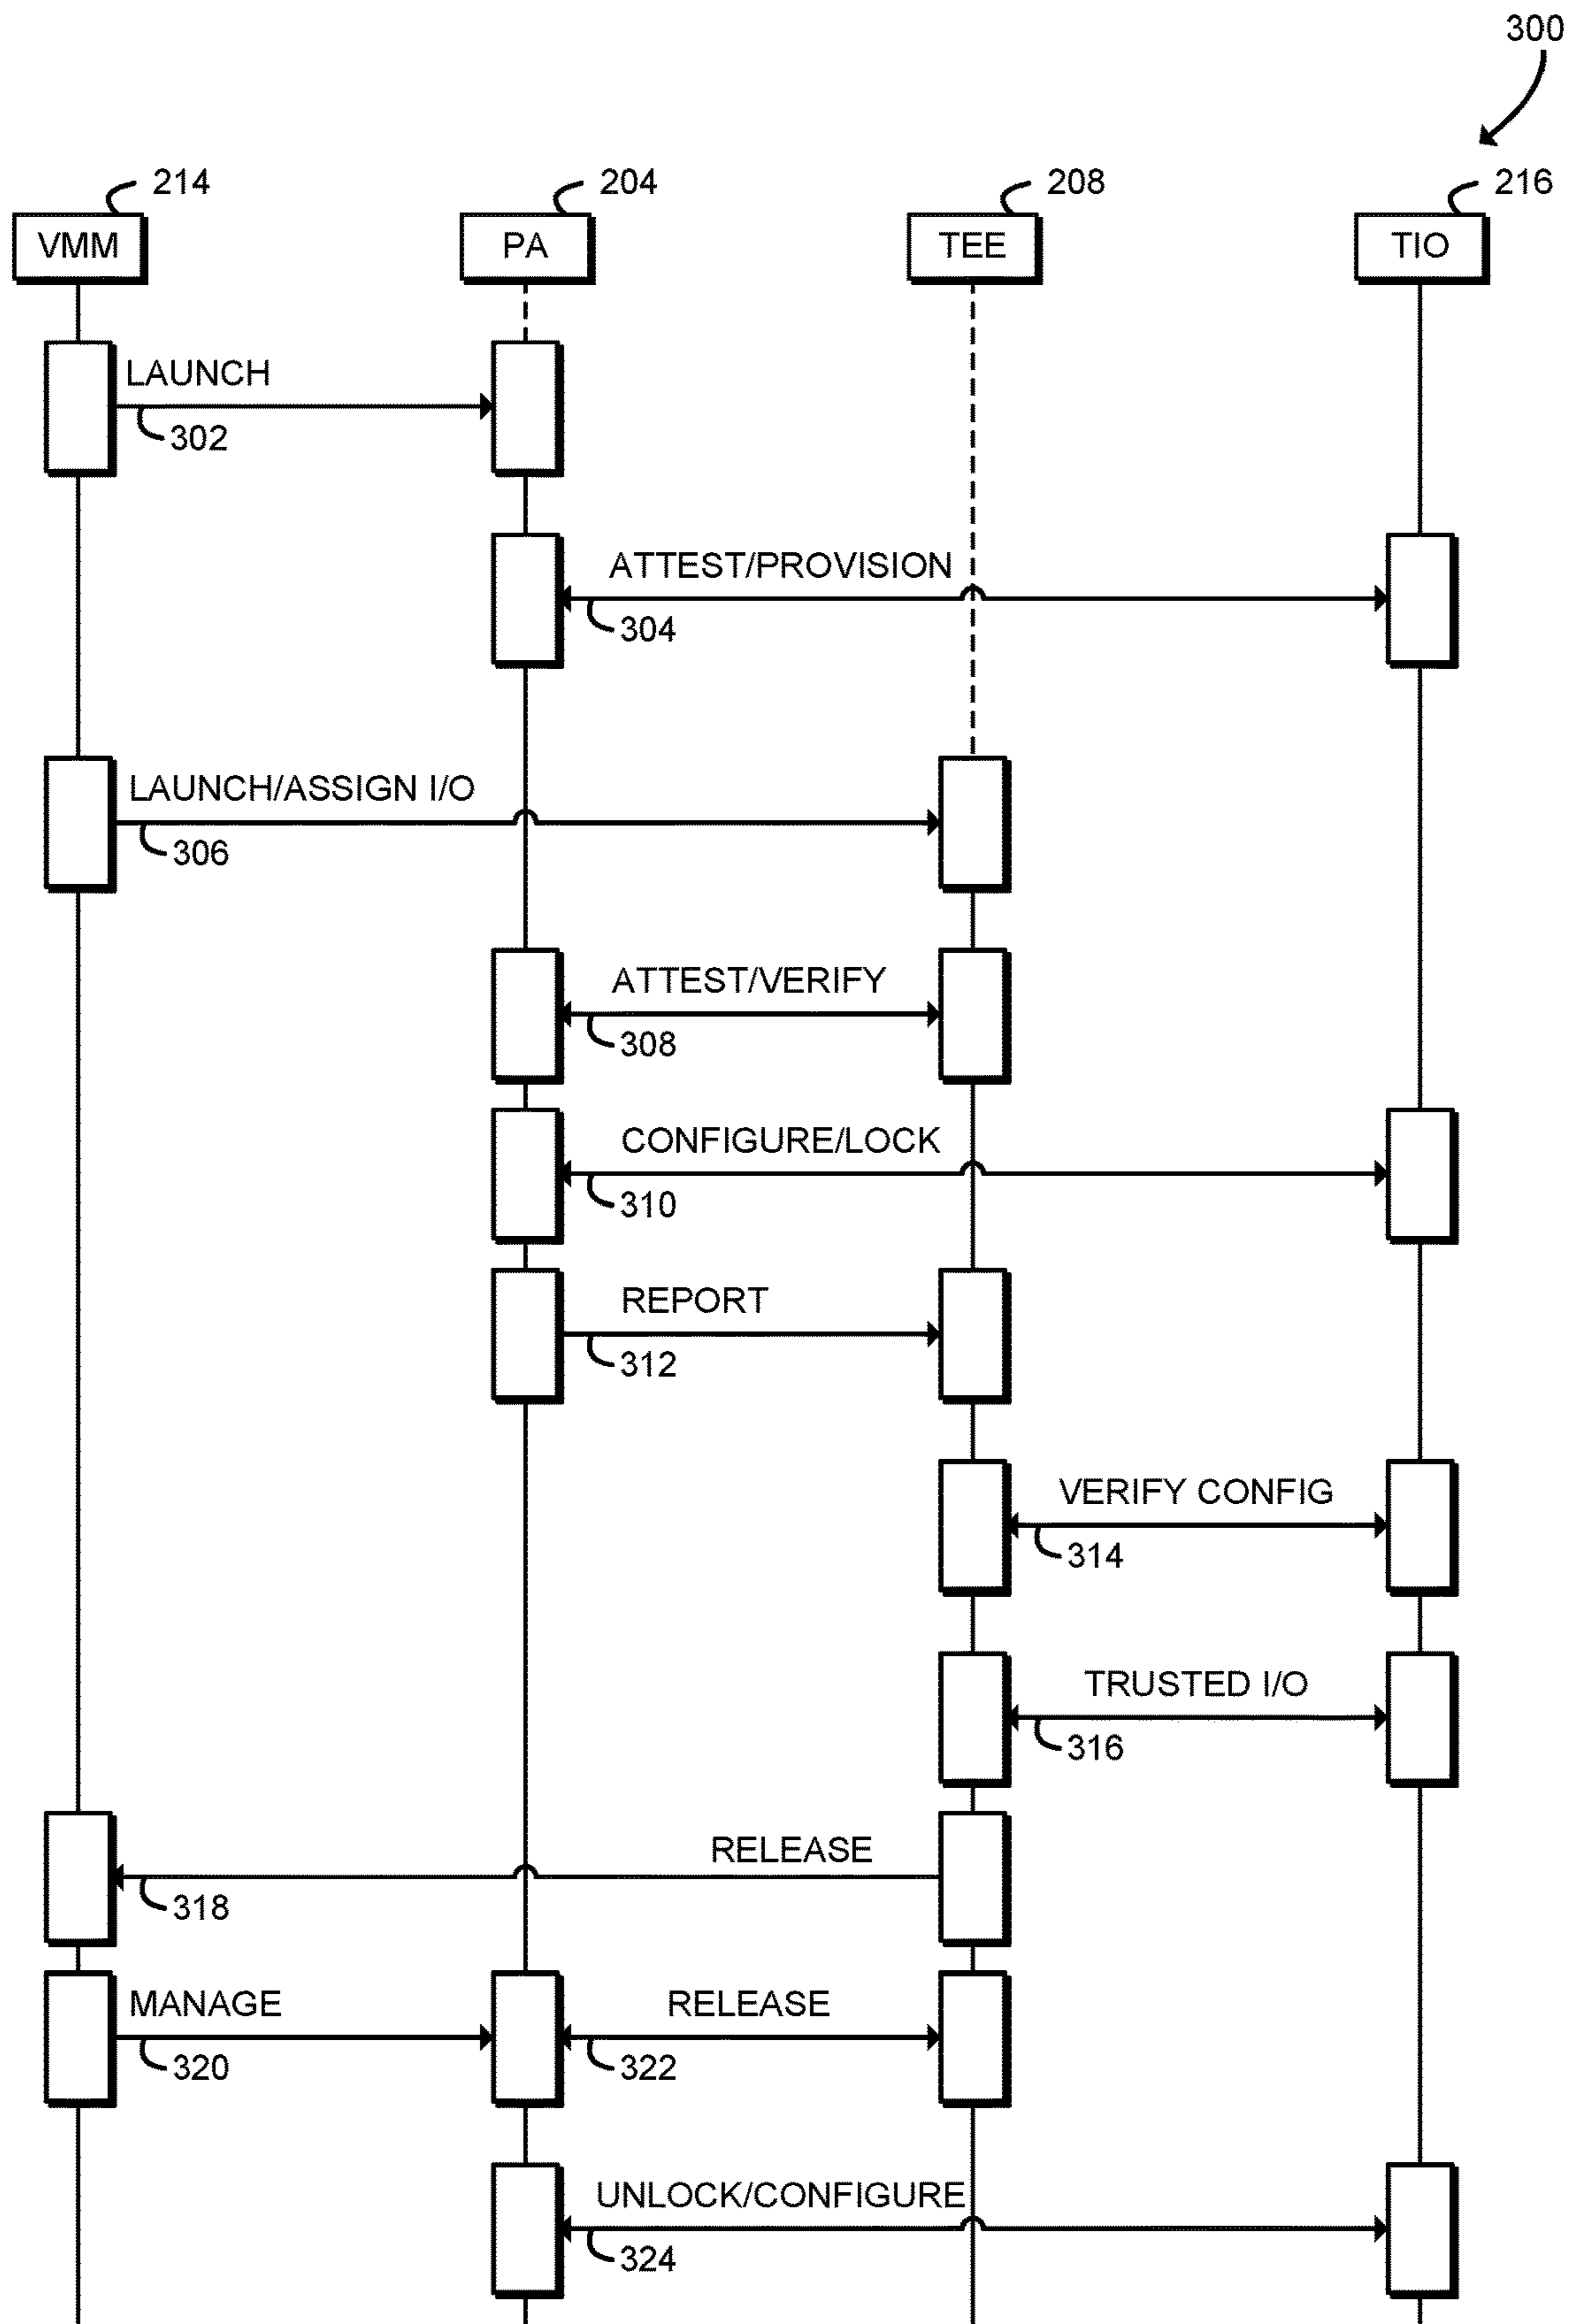 300
214
204
208
216
VMM
PA
TEE
TIO
LAUNCH
302
ATTEST/PROVISION
304
LAUNCH/ASSIGN I/O
306
ATTEST/VERIFY
308
CONFIGURE/LOCK
310
REPORT
312
VERIFY CONFIG
314
TRUSTED I/O
316
RELEASE
318
MANAGE
RELEASE
320
322
UNLOCK/CONFIGURE
324